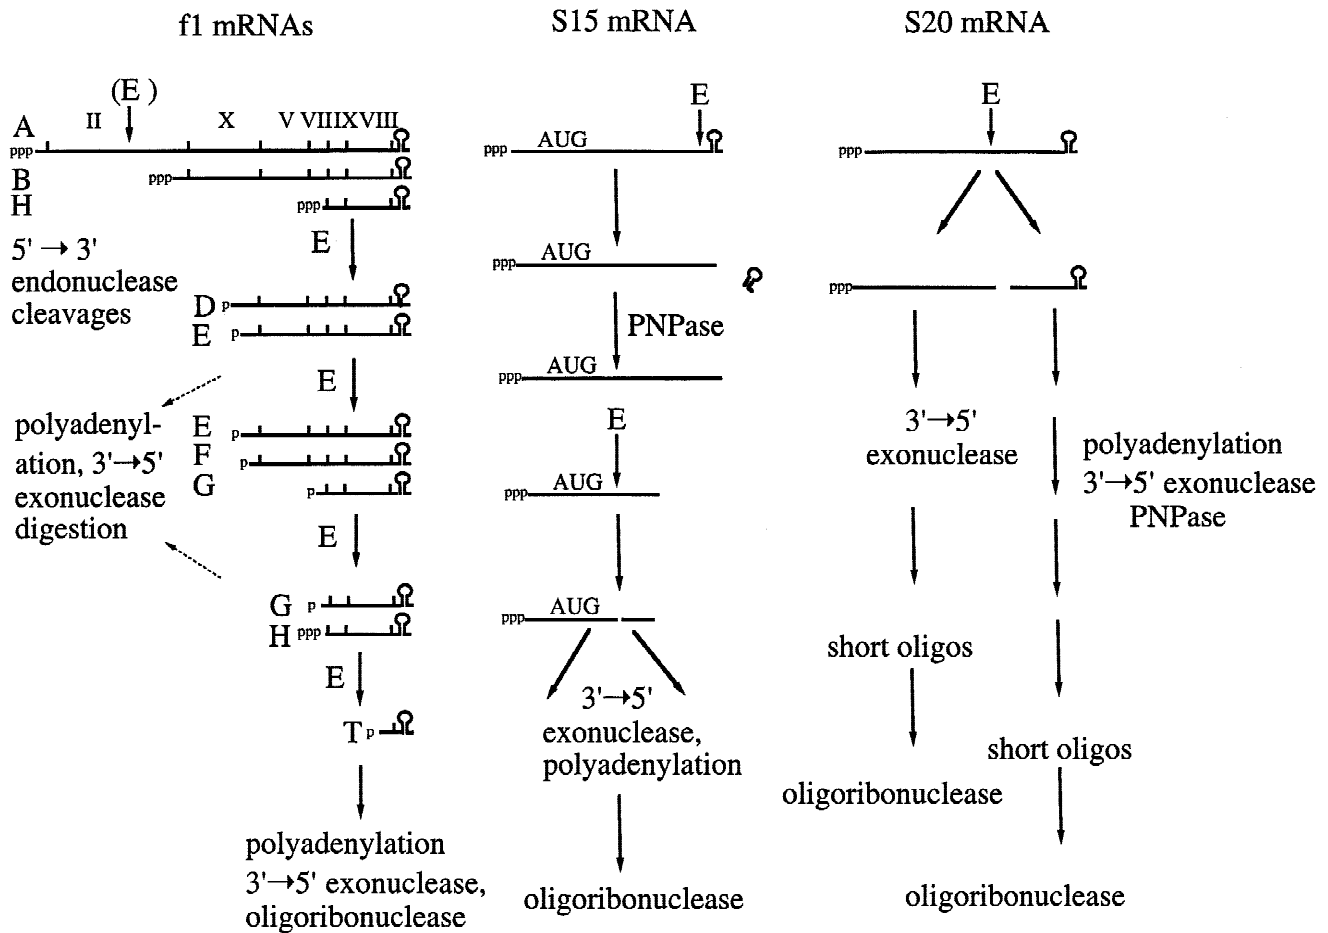 f1 mRNAs
(E )
II X V VII IX VIII
A
ppp
B
ppp
H
ppp
E
5' → 3'
endonuclease
cleavages
D p
E p
E
polyadenyl-
ation, 3'→5'
exonuclease
digestion
E p
F p
G p
E
G p
H ppp
E
T p
polyadenylation
3'→5' exonuclease,
oligoribonuclease
S15 mRNA
E
ppp AUG
AUG
ppp
PNPase
AUG
ppp
E
AUG
ppp
AUG
ppp
3'→5'
exonuclease,
polyadenylation
oligoribonuclease
S20 mRNA
E
ppp
ppp
3'→5'
exonuclease
short oligos
oligoribonuclease
polyadenylation
3'→5' exonuclease
PNPase
short oligos
oligoribonuclease